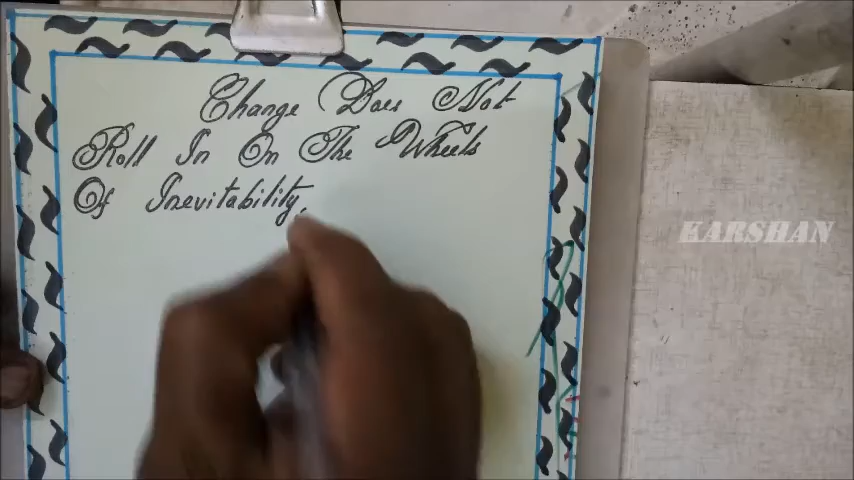 Change Does Not
Roll In On The Wheels
Of Inevitability,
KARSHAN